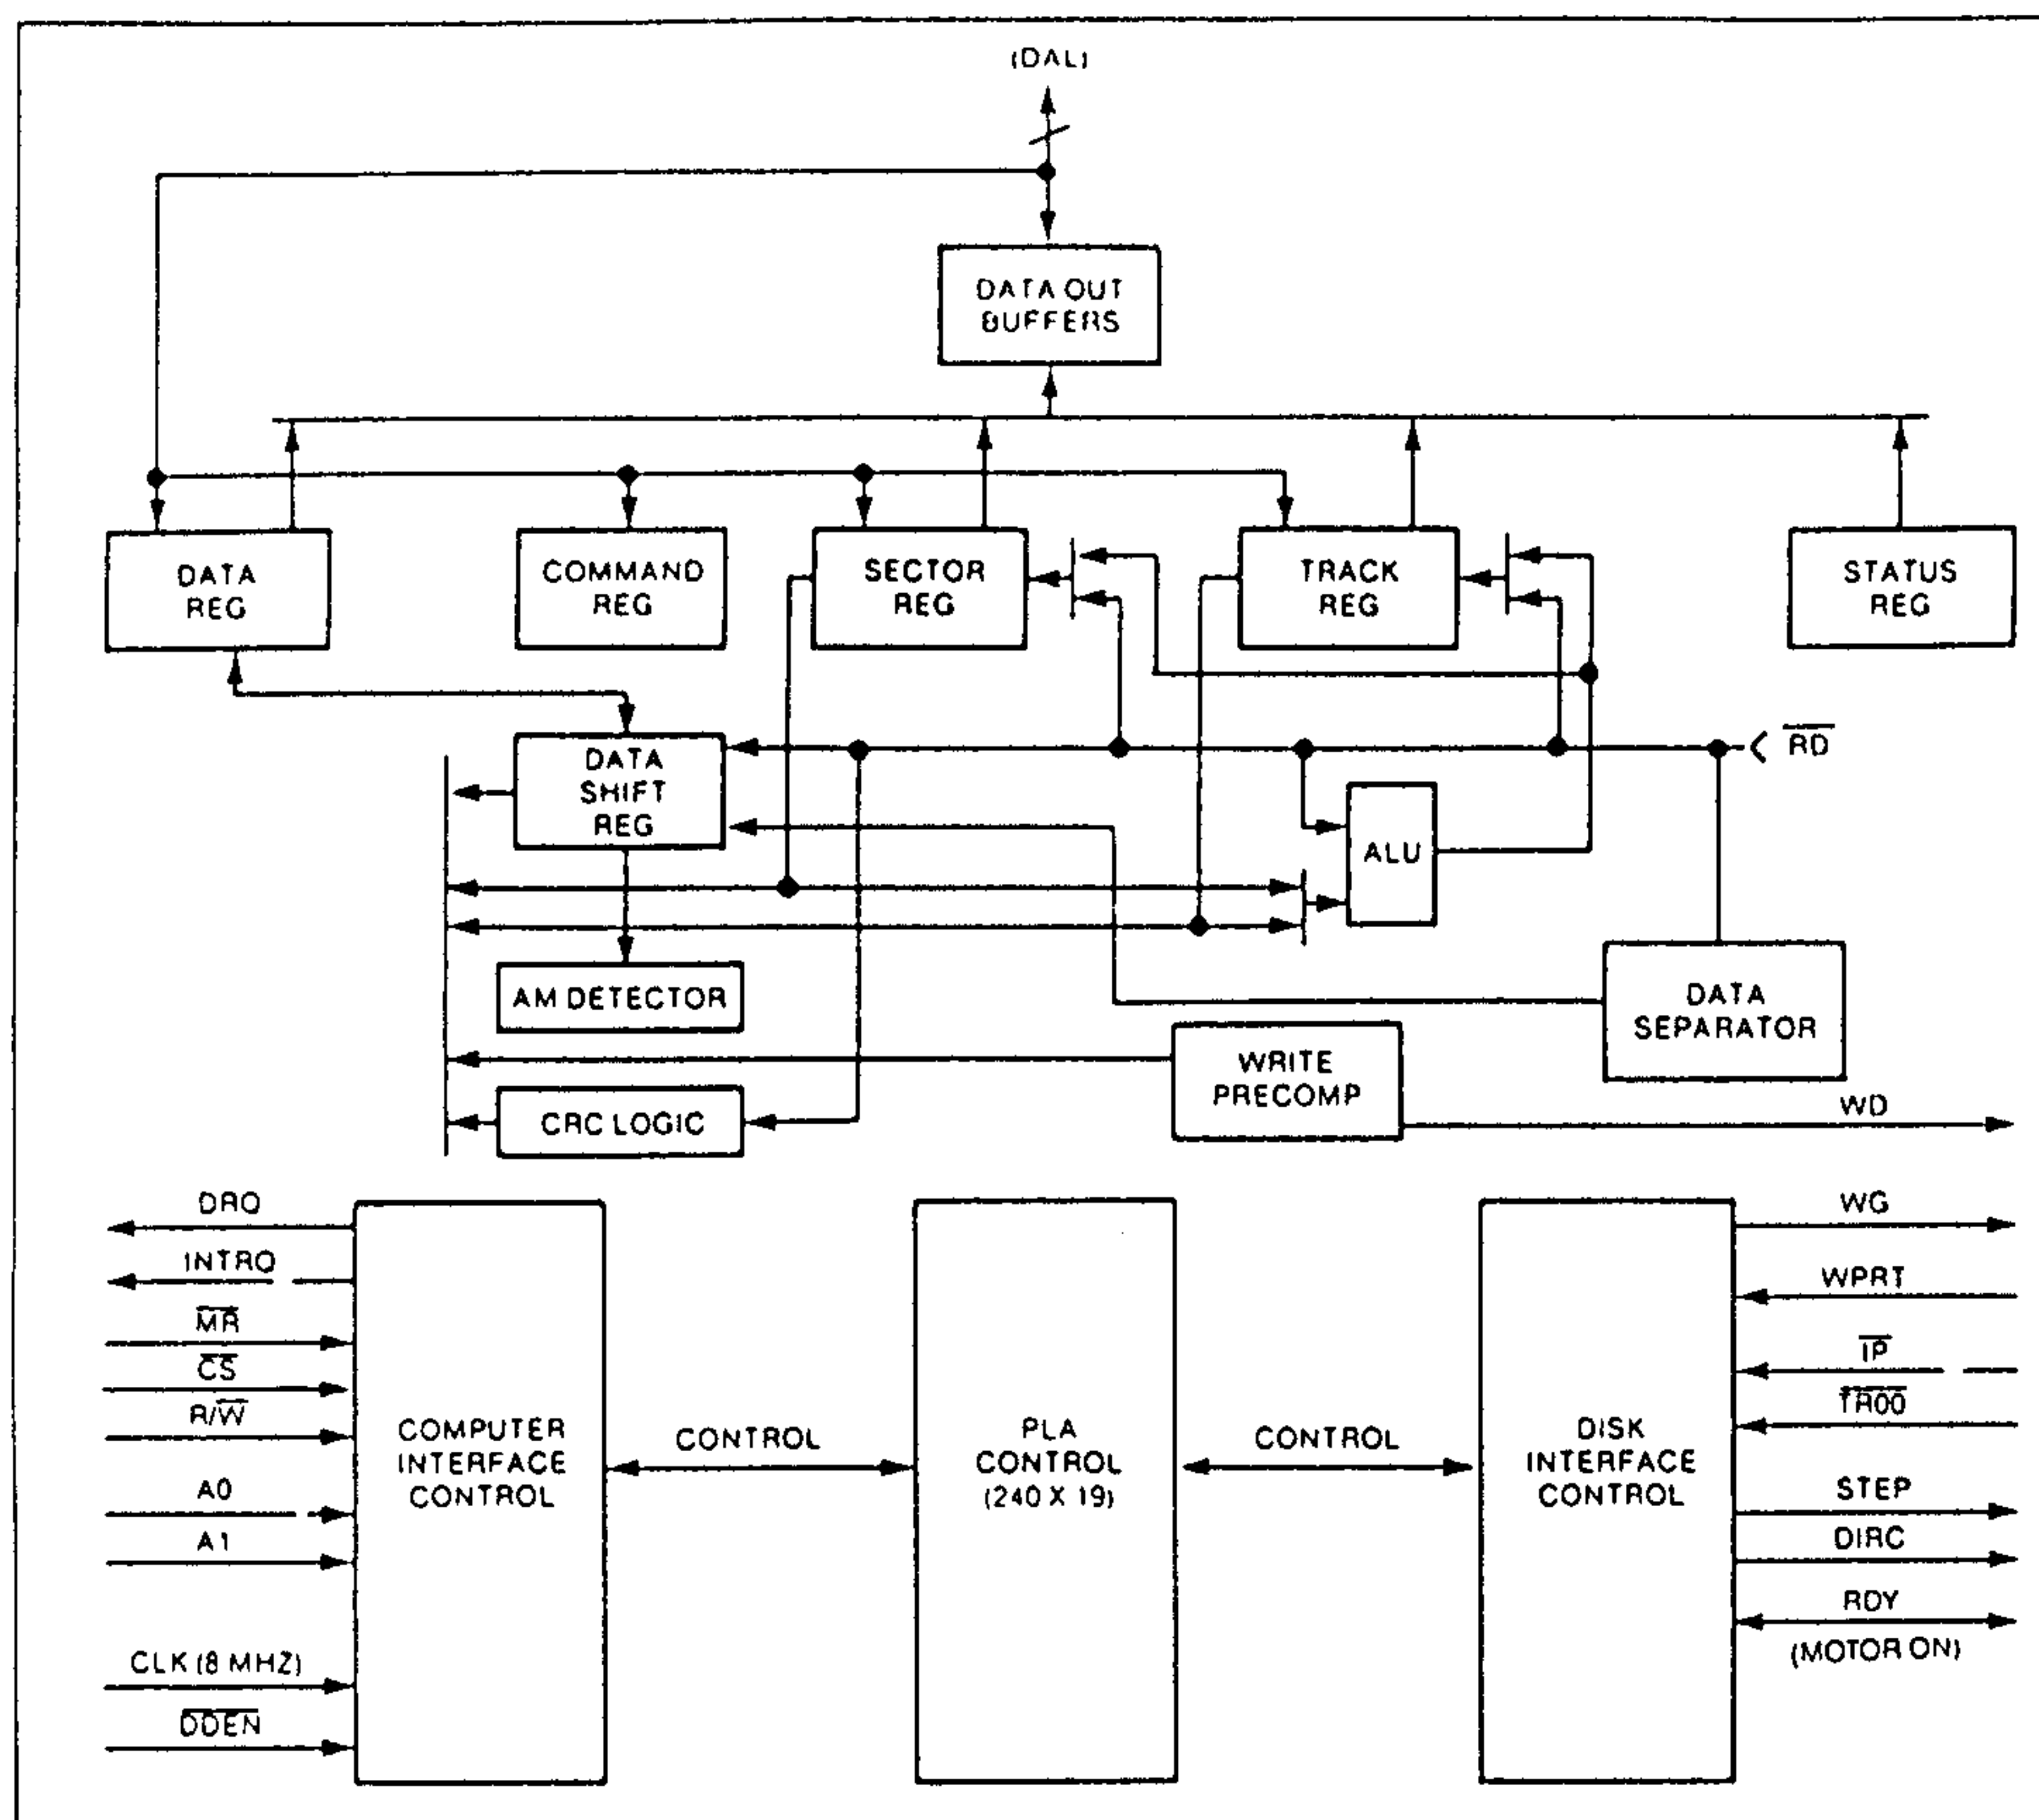 (DAL)
DATA OUT
BUFFERS
DATA
REG
COMMAND
REG
SECTOR
REG
TRACK
REG
STATUS
REG
DATA
SHIFT
REG
RD
ALU
AM DETECTOR
DATA
SEPARATOR
WRITE
PRECOMP
CRC LOGIC
WD
DRQ
INTRQ
MR
CS
R/W
A0
A1
CLK (8 MHZ)
DDEN
COMPUTER
INTERFACE
CONTROL
CONTROL
PLA
CONTROL
(240 X 19)
CONTROL
DISK
INTERFACE
CONTROL
WG
WPRT
IP
TR00
STEP
DIRC
RDY
(MOTOR ON)